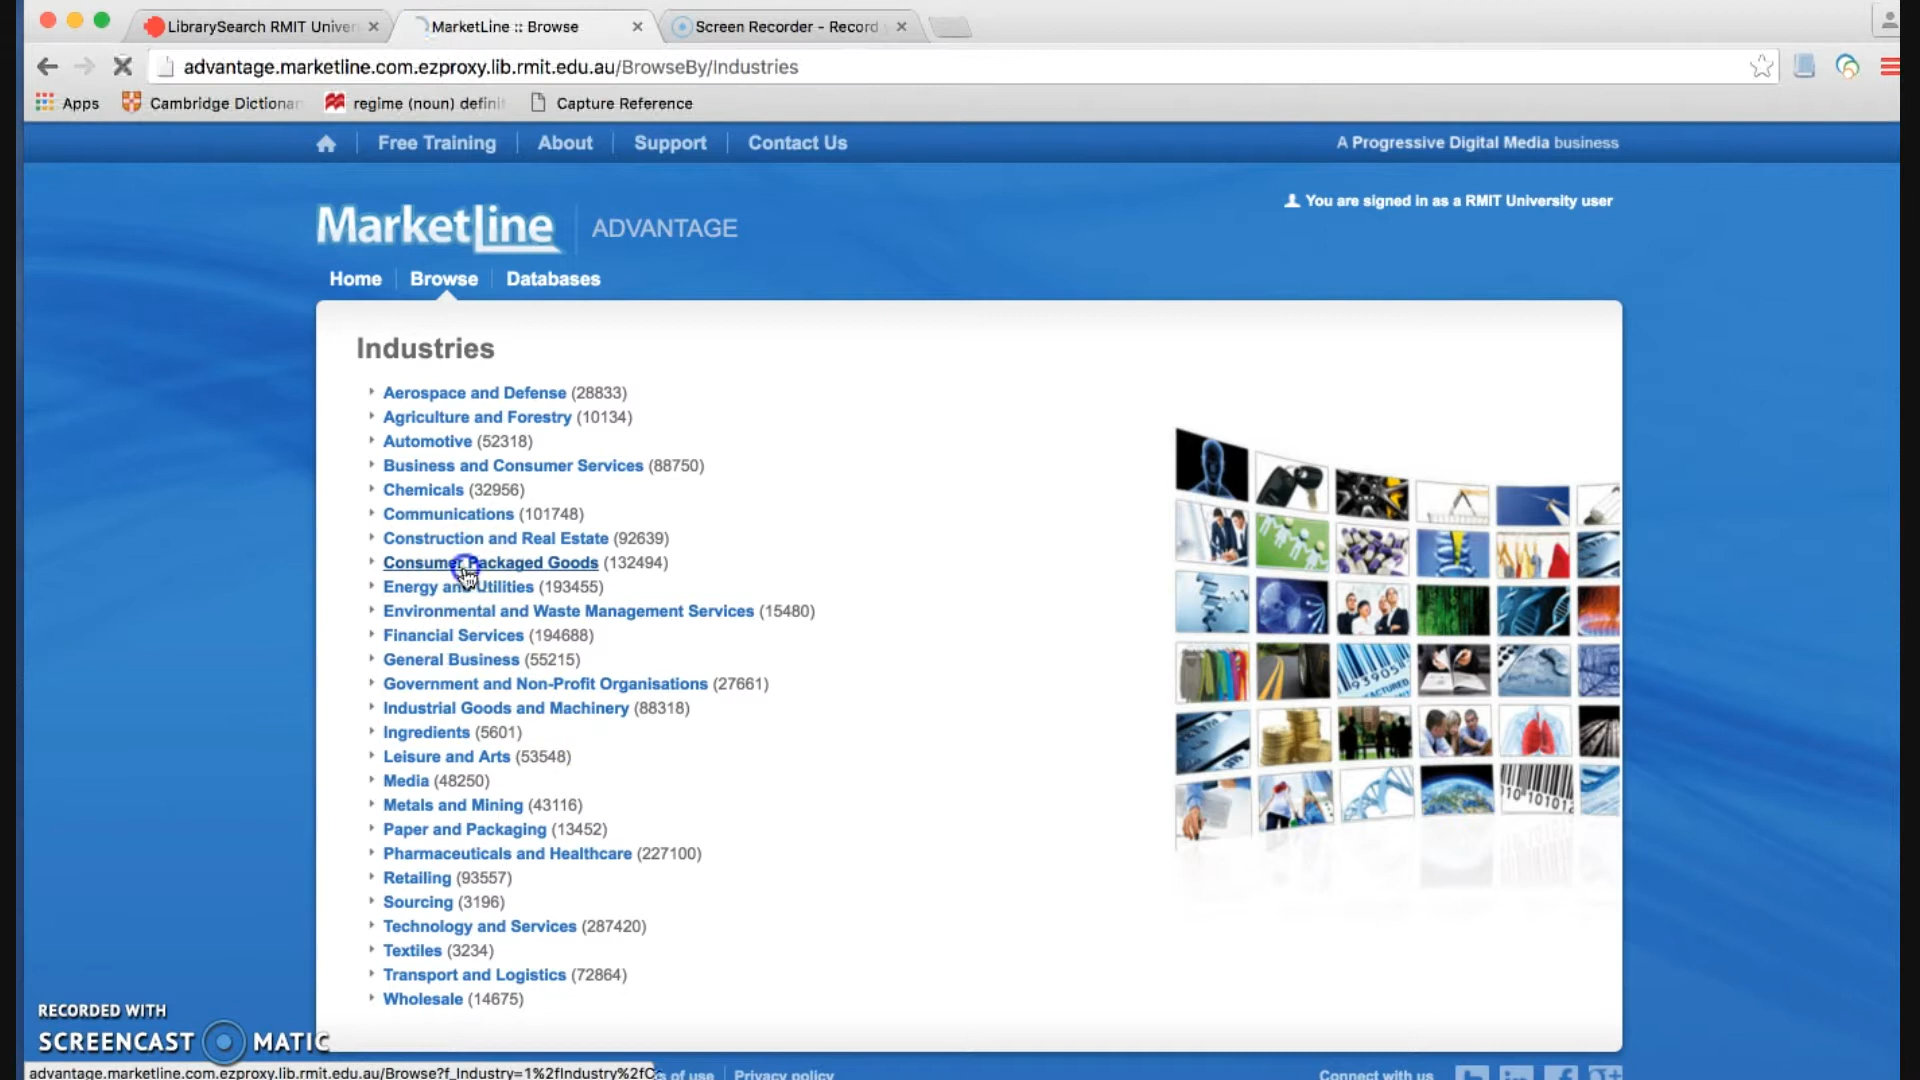 LibrarySearch RMIT Univer
MarketLine :: Browse
Screen Recorder - Record
advantage.marketline.com.ezproxy.lib.rmit.edu.au/BrowseBy/Industries
Apps
Cambridge Dictionar
regime (noun) defini
Capture Reference
Free Training
About
Support
Contact Us
A Progressive Digital Media business
You are signed in as a RMIT University user
MarketLine ADVANTAGE
Home
Browse
Databases
Industries
Aerospace and Defense (28833)
Agriculture and Forestry (10134)
Automotive (52318)
Business and Consumer Services (88750)
Chemicals (32956)
Communications (101748)
Construction and Real Estate (92639)
Consumer Packaged Goods (132494)
Energy and Utilities (193455)
Environmental and Waste Management Services (15480)
Financial Services (194688)
General Business (55215)
Government and Non-Profit Organisations (27661)
Industrial Goods and Machinery (88318)
Ingredients (5601)
Leisure and Arts (53548)
Media (48250)
Metals and Mining (43116)
Paper and Packaging (13452)
Pharmaceuticals and Healthcare (227100)
Retailing (93557)
Sourcing (3196)
Technology and Services (287420)
Textiles (3234)
Transport and Logistics (72864)
Wholesale (14675)
RECORDED WITH
SCREENCAST MATIC
advantage.marketline.com.ezproxy.lib.rmit.edu.au/Browse?f_Industry=1%2fIndustry%2fC
s of use
Privacy policy
Connect with us